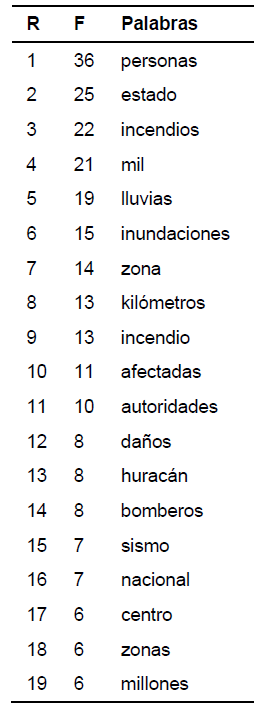 R F Palabras
1 36 personas
2 25 estado
3 22 incendios
4 21 mil
5 19 lluvias
6 15 inundaciones
7 14 zona
8 13 kilómetros
9 13 incendio
10 11 afectadas
11 10 autoridades
12 8 daños
13 8 huracán
14 8 bomberos
15 7 sismo
16 7 nacional
17 6 centro
18 6 zonas
19 6 millones